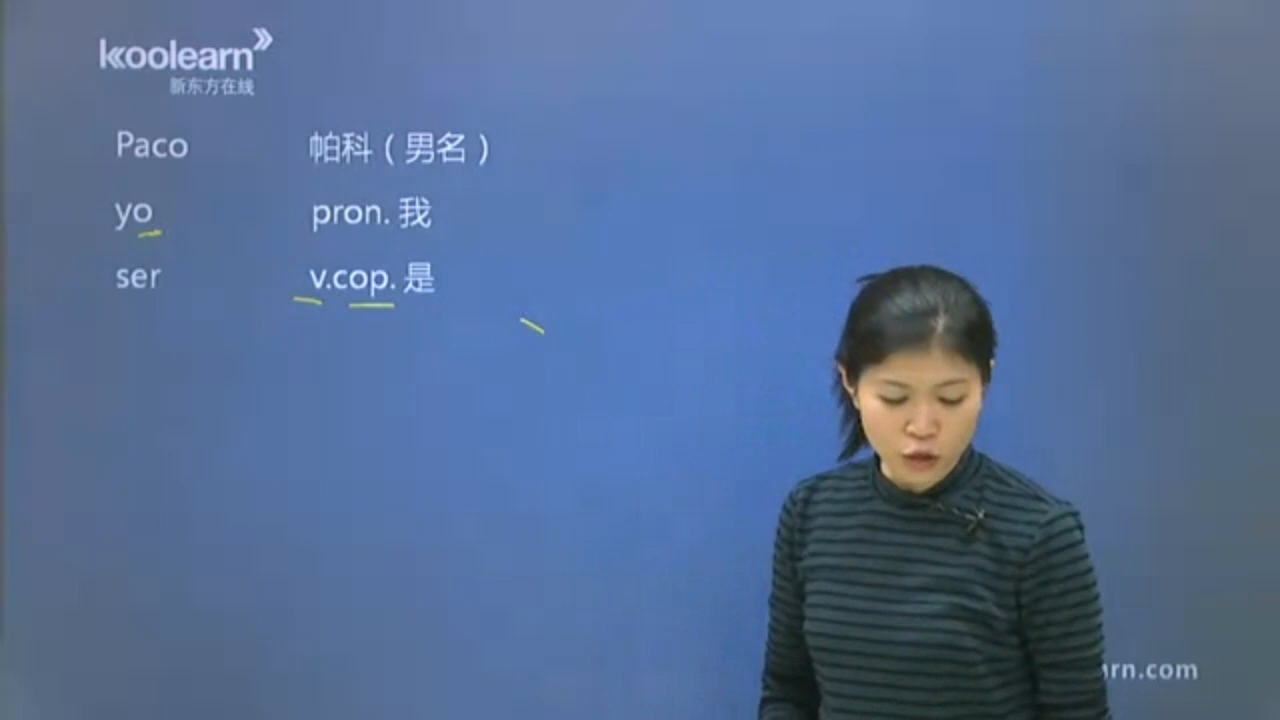 koolearn
新东方在线
Paco 帕科（男名）
yo pron. 我
ser v.cop. 是
rn.com